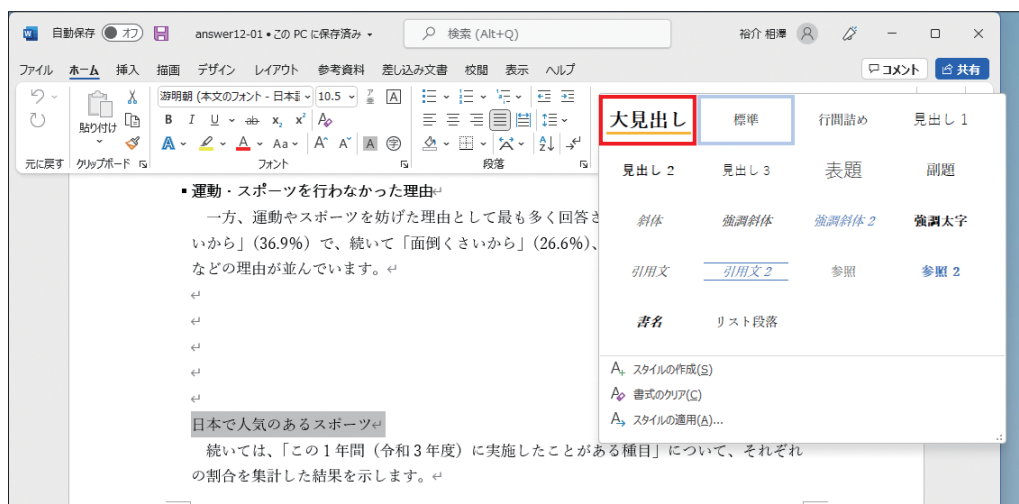 自動保存 オフ answer12-01 • この PC に保存済み 検索 (Alt+Q) 裕介 相澤
ファイル ホーム 挿入 描画 デザイン レイアウト 参考資料 差し込み文書 校閲 表示 ヘルプ コメント 共有
游明朝 (本文のフォント - 日本語 10.5
貼り付け B I U ab x₂ x² A
A A Aa A A A 字
元に戻す クリップボード フォント 段落
大見出し 標準 行間詰め 見出し 1
見出し 2 見出し 3 表題 副題
斜体 強調斜体 強調斜体 2 強調太字
引用文 引用文 2 参照 参照 2
書名 リスト段落
スタイルの作成(S)
書式のクリア(C)
スタイルの適用(A)...
▪ 運動・スポーツを行わなかった理由↵
一方、運動やスポーツを妨げた理由として最も多く回答さ
いから」(36.9%)で、続いて「面倒くさいから」(26.6%)、
などの理由が並んでいます。↵
日本で人気のあるスポーツ↵
続いては、「この 1 年間(令和 3 年度)に実施したことがある種目」について、それぞれ
の割合を集計した結果を示します。↵